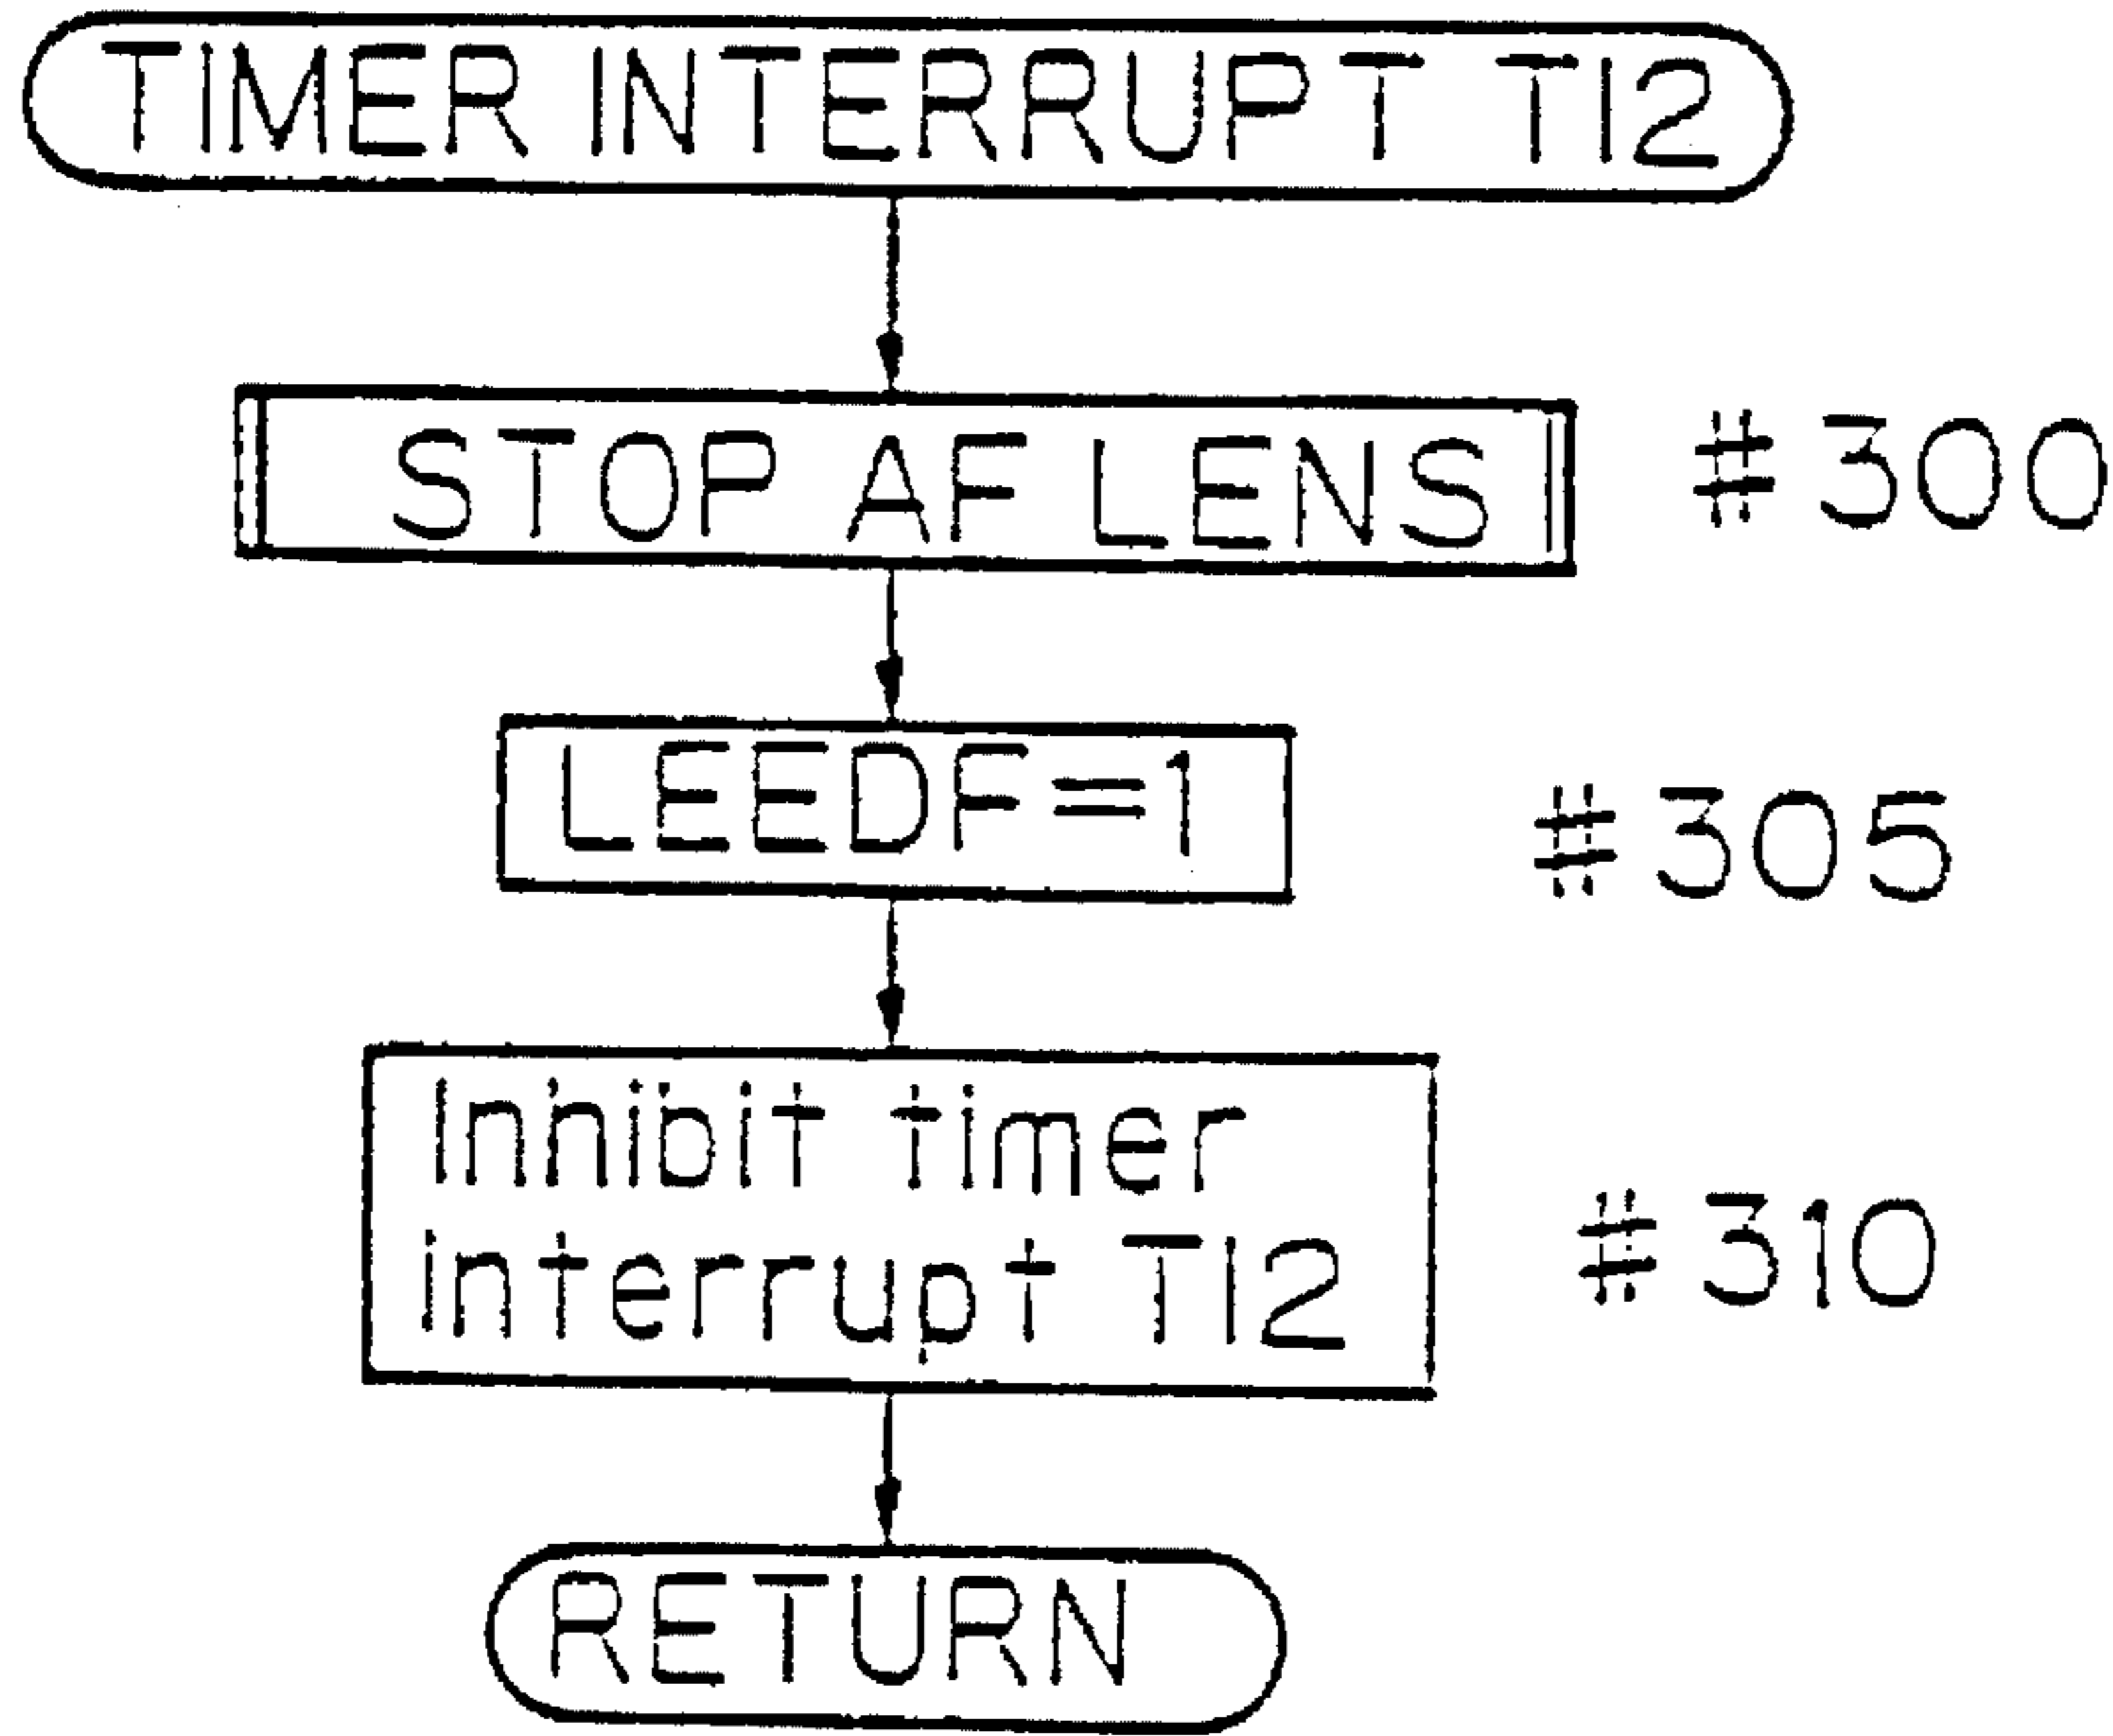 TIMER INTERRUPT TI2
STOP AF LENS #300
LEEDF=1 #305
Inhibit timer
interrupt TI2
#310
RETURN